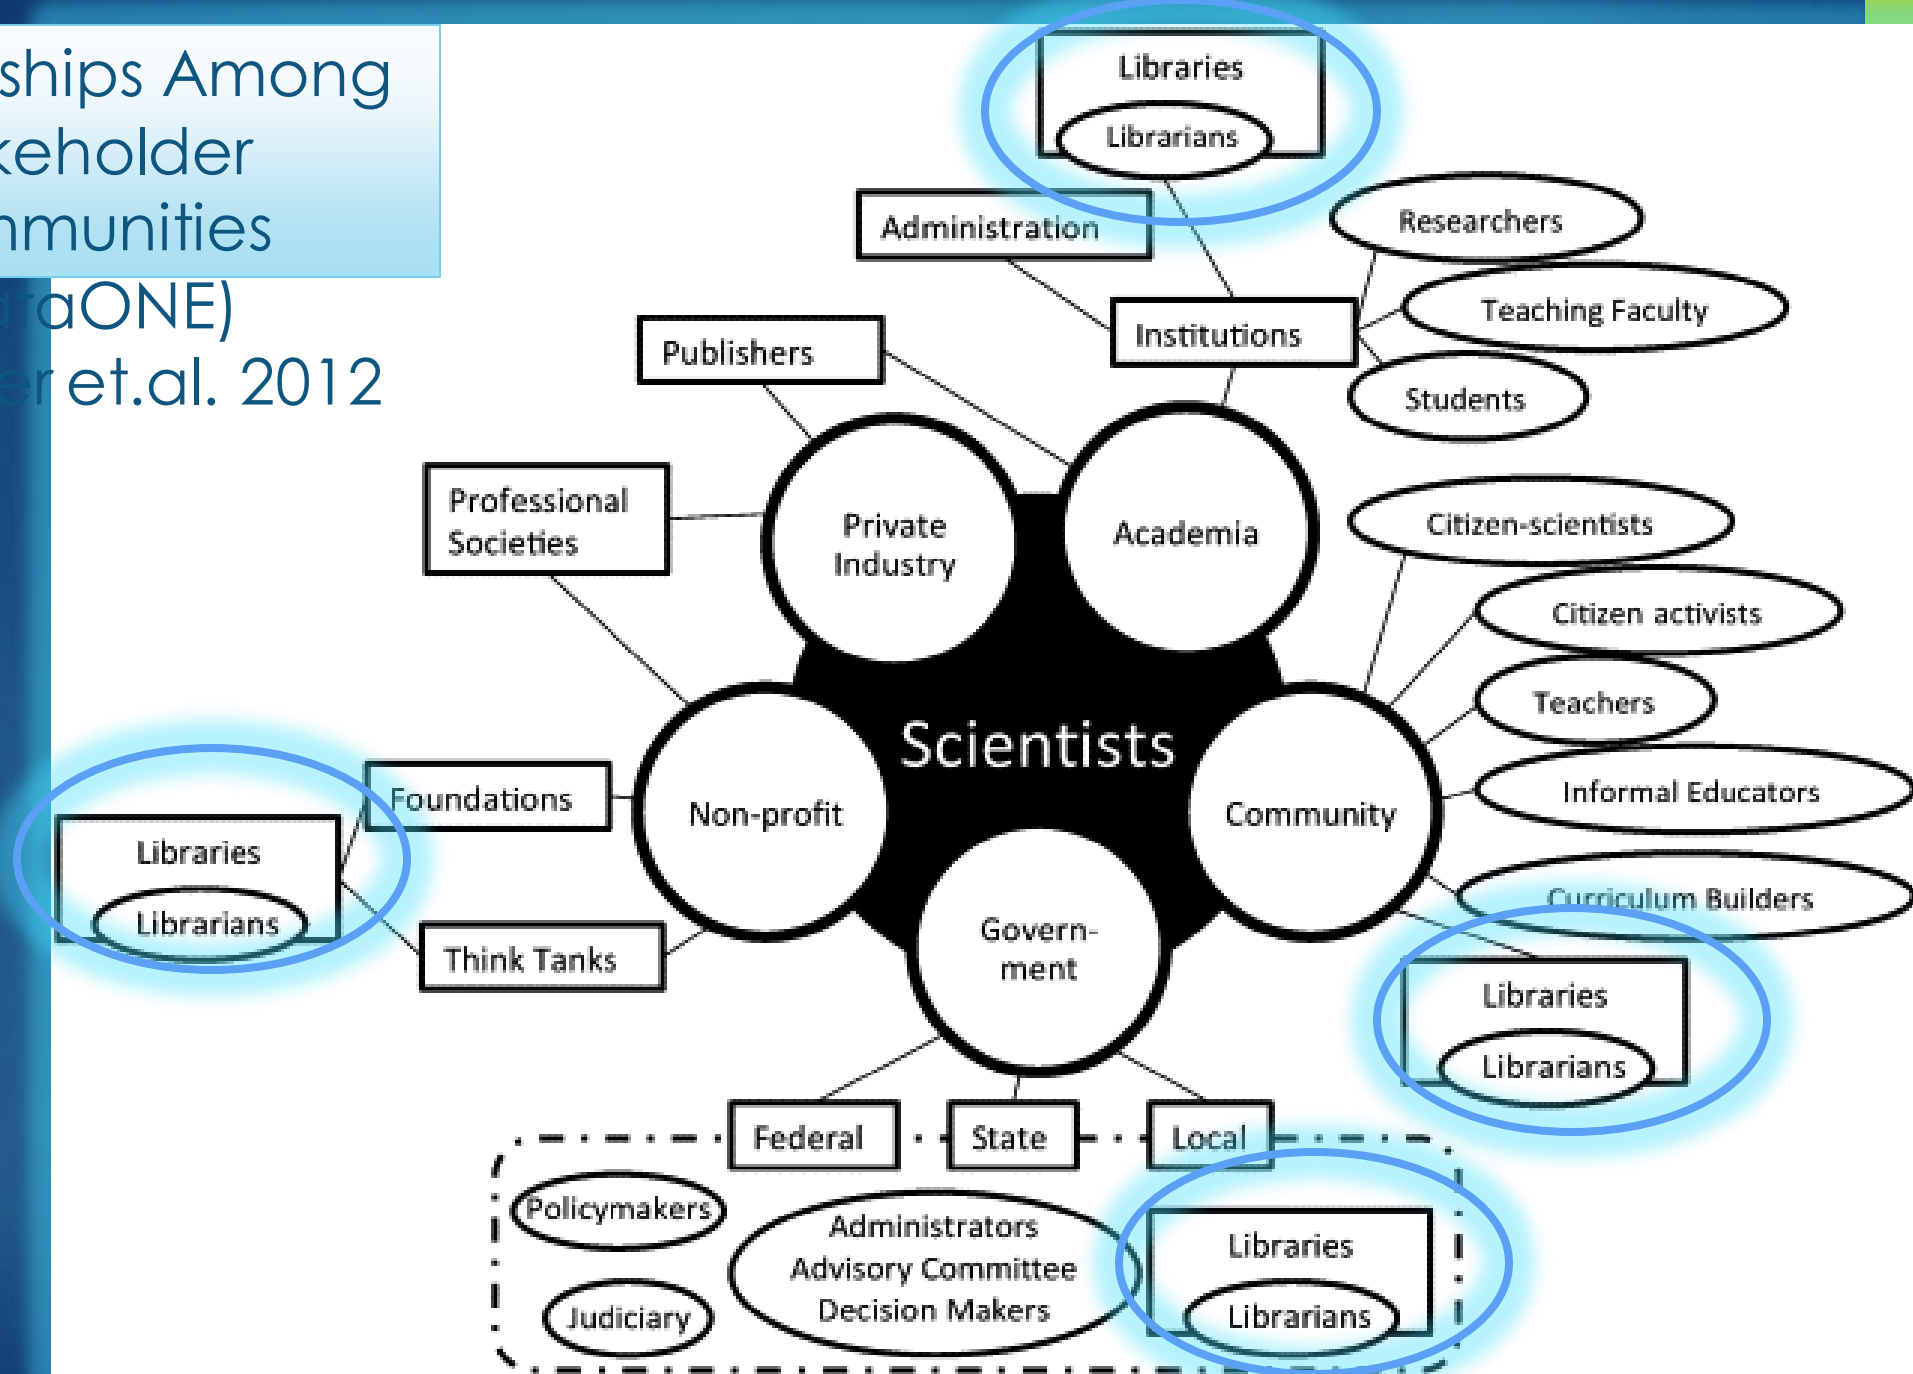 ships Among
keholder
mmunities
taONE)
er et.al. 2012
Libraries
Librarians
Administration
Researchers
Teaching Faculty
Institutions
Students
Publishers
Professional
Societies
Private
Industry
Academia
Citizen-scientists
Citizen activists
Teachers
Informal Educators
Curriculum Builders
Scientists
Foundations
Non-profit
Community
Libraries
Librarians
Think Tanks
Govern-
ment
Libraries
Librarians
Federal
State
Local
Policymakers
Judiciary
Administrators
Advisory Committee
Decision Makers
Libraries
Librarians